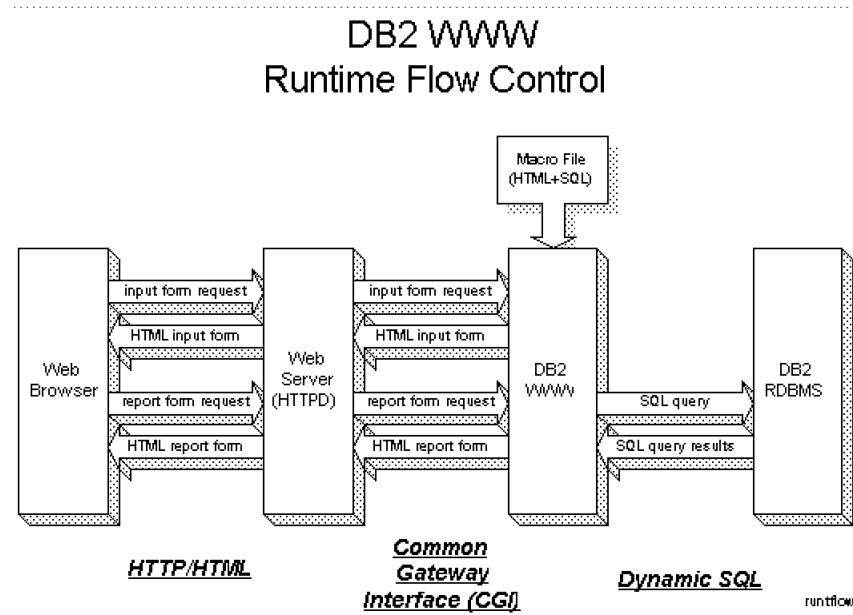 DB2 WWW
Runtime Flow Control
Macro File
(HTML+SQL)
input form request
input form request
HTML input form
HTML input form
Web
Browser
Web
Server
(HTTPD)
DB2
WWW
DB2
RDBMS
report form request
report form request
SQL query
HTML report form
HTML report form
SQL query results
HTTP/HTML
Common
Gateway
Interface (CGI)
Dynamic SQL
runtflow